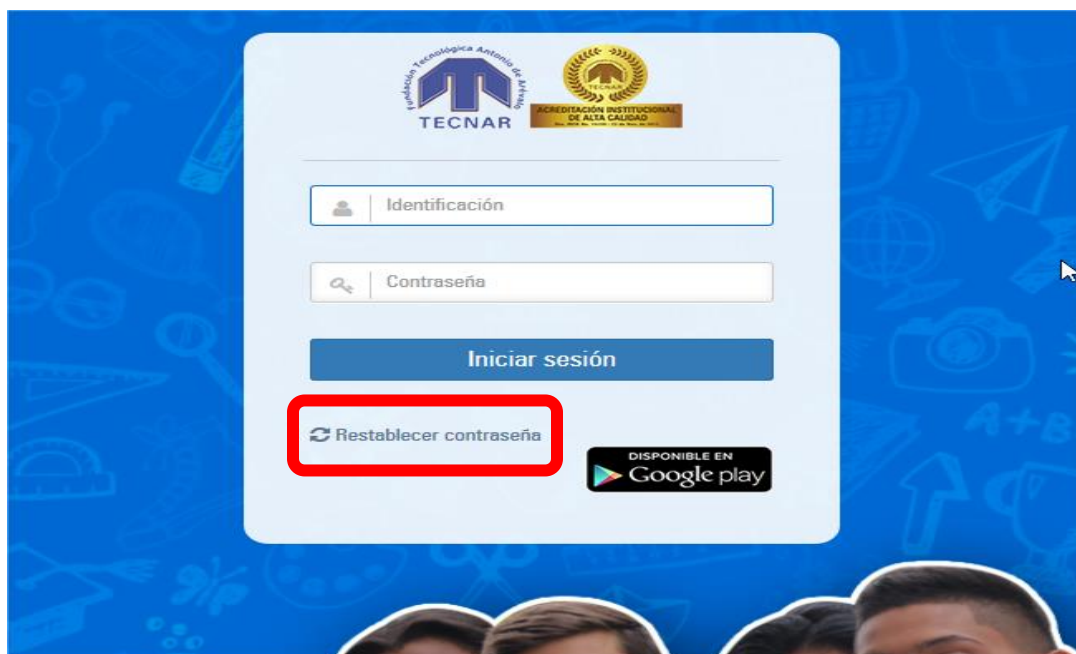 Fundación Tecnológica Antonio de Arévalo
TECNAR
TECNAR
ACREDITACIÓN INSTITUCIONAL
DE ALTA CALIDAD
Identificación
Contraseña
Iniciar sesión
Restablecer contraseña
DISPONIBLE EN
Google play
A+B